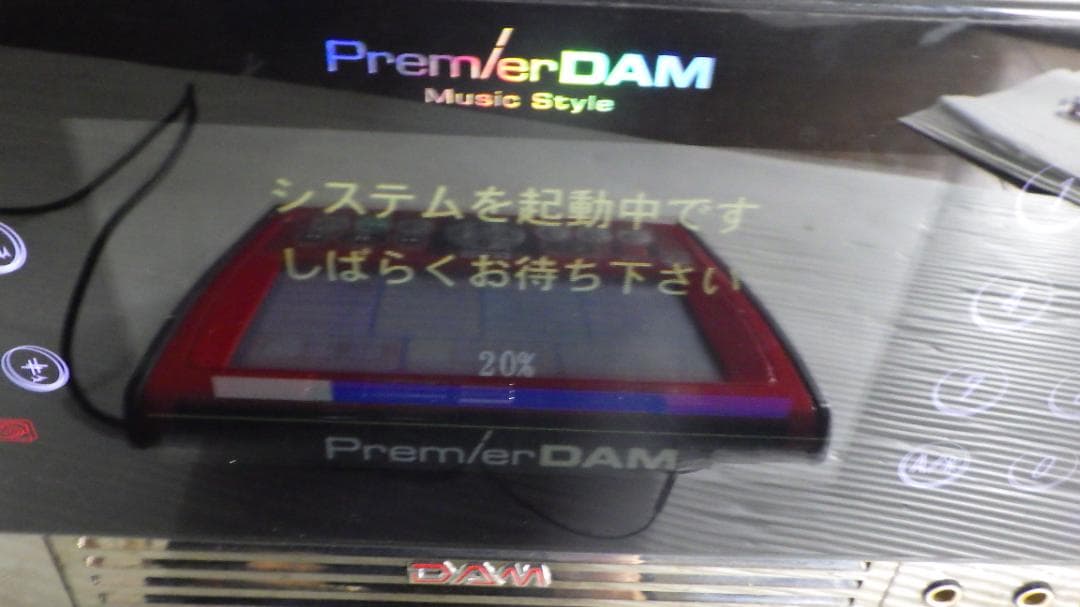 PremierDAM
Music Style
システムを起動中です
しばらくお待ち下さい
20%
PremierDAM
DAM